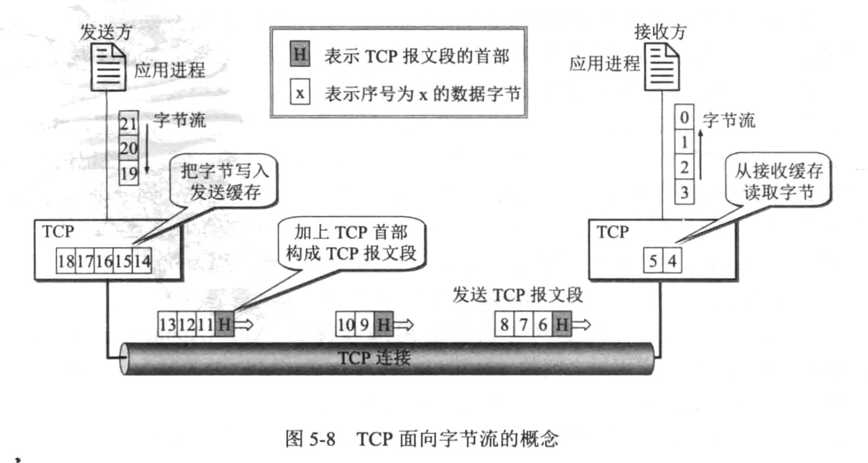 发送方
应用进程
21
20
19
字节流
把字节写入
发送缓存
TCP
18 17 16 15 14
H 表示 TCP 报文段的首部
x 表示序号为 x 的数据字节
加上 TCP 首部
构成 TCP 报文段
接收方
应用进程
0
1
2
3
字节流
从接收缓存
读取字节
TCP
5 4
发送 TCP 报文段
13 12 11 H
10 9 H
8 7 6 H
TCP 连接
图 5-8 TCP 面向字节流的概念